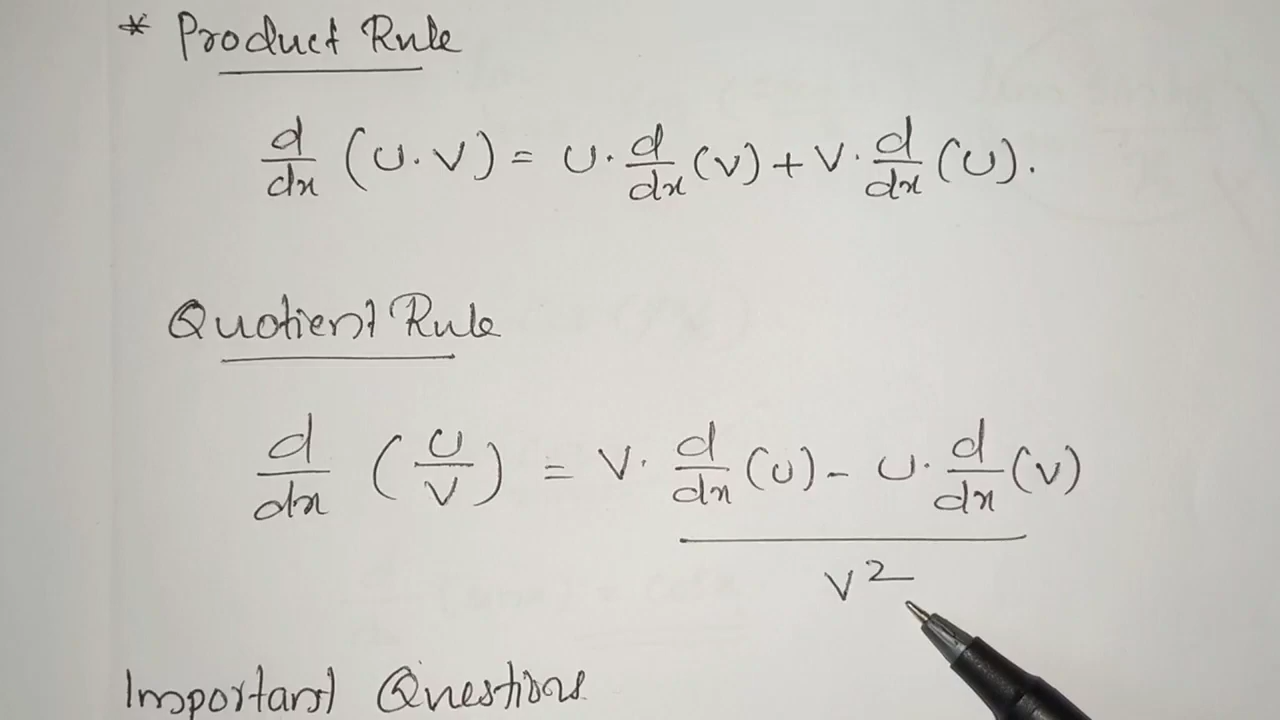 * Product Rule
d/dx (U·V) = U· d/dx (V) + V· d/dx (U).
Quotient Rule
d/dx (U/V) = V· d/dx (U) - U· d/dx (V)
V²
Important Questions